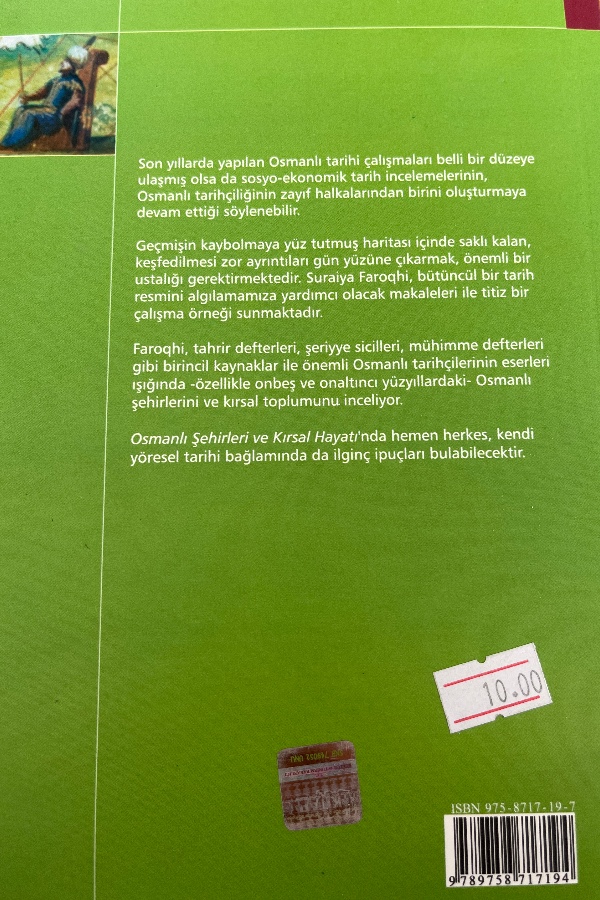 Son yıllarda yapılan Osmanlı tarihi çalışmaları belli bir düzeye
ulaşmış olsa da sosyo-ekonomik tarih incelemelerinin,
Osmanlı tarihçiliğinin zayıf halkalarından birini oluşturmaya
devam ettiği söylenebilir.
Geçmişin kaybolmaya yüz tutmuş haritası içinde saklı kalan,
keşfedilmesi zor ayrıntıları gün yüzüne çıkarmak, önemli bir
ustalığı gerektirmektedir. Suraiya Faroqhi, bütüncül bir tarih
resmini algılamamıza yardımcı olacak makaleleri ile titiz bir
çalışma örneği sunmaktadır.
Faroqhi, tahrir defterleri, şeriyye sicilleri, mühimme defterleri
gibi birincil kaynaklar ile önemli Osmanlı tarihçilerinin eserleri
ışığında -özellikle onbeş ve onaltıncı yüzyıllardaki- Osmanlı
şehirlerini ve kırsal toplumunu inceliyor.
Osmanlı Şehirleri ve Kırsal Hayatı'nda hemen herkes, kendi
yöresel tarihi bağlamında da ilginç ipuçları bulabilecektir.
10.00
ISBN 975-8717-19-7
9 789758 717194